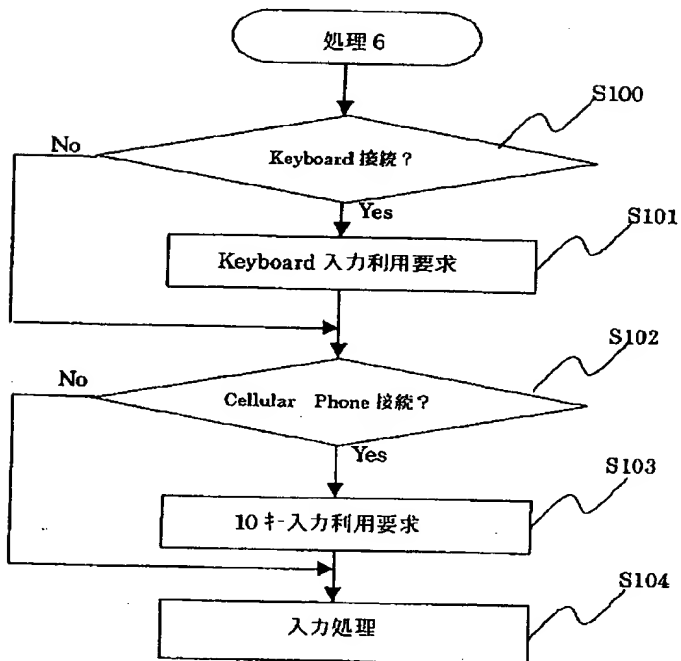 処理6
S100
No
Keyboard 接続？
Yes
S101
Keyboard 入力利用要求
S102
No
Cellular Phone 接続？
Yes
S103
10キー入力利用要求
S104
入力処理